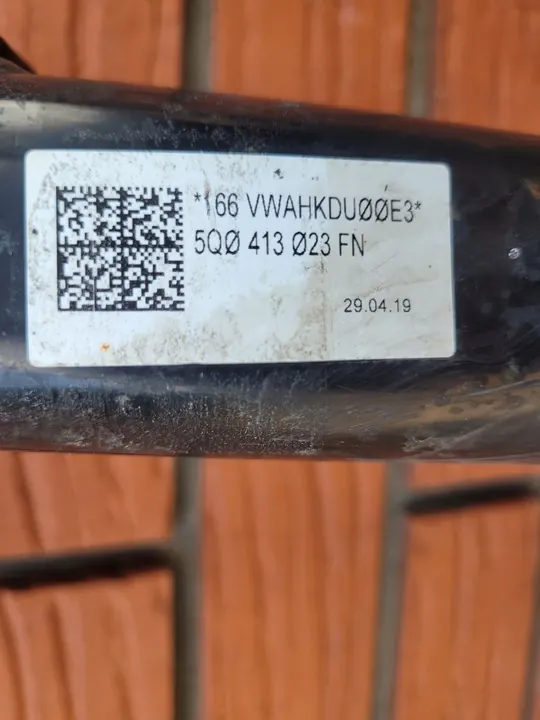 *166 VWAHKDUØØE3*
5QØ 413 Ø23 FN
29.04.19